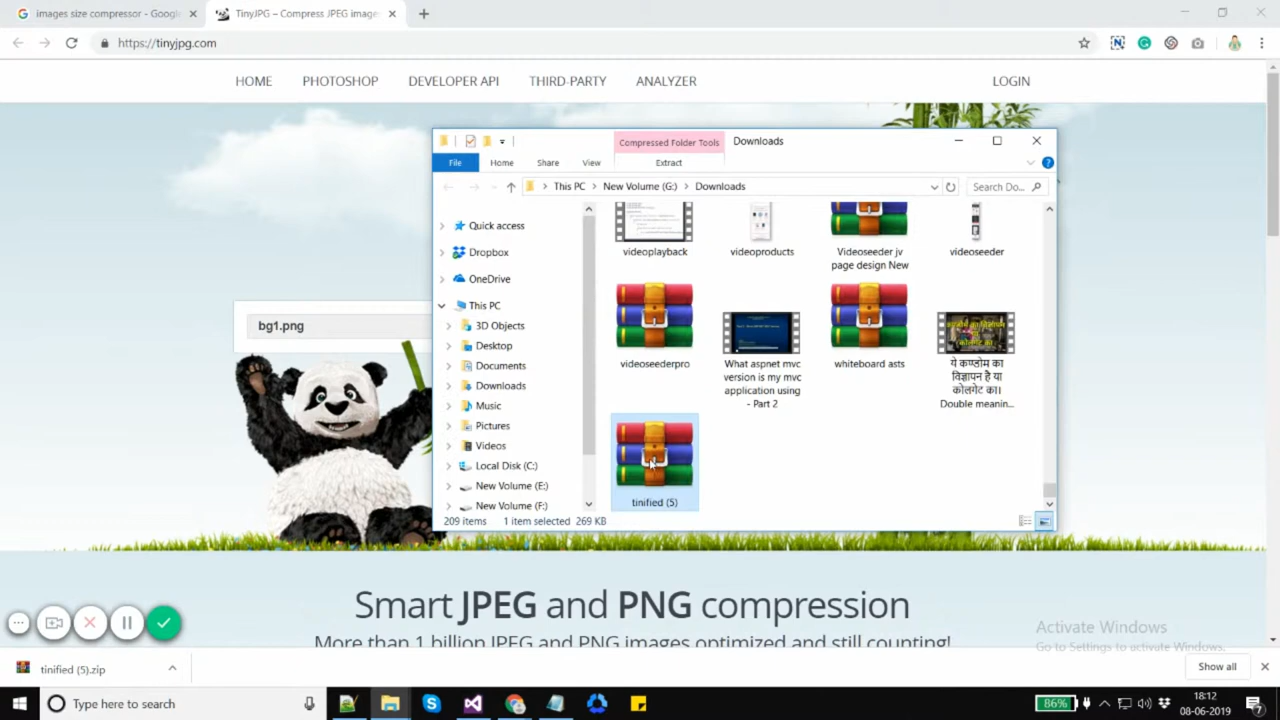 images size compressor - Google
TinyJPG – Compress JPEG image
https://tinyjpg.com
HOME
PHOTOSHOP
DEVELOPER API
THIRD-PARTY
ANALYZER
LOGIN
Compressed Folder Tools
Downloads
File
Home
Share
View
Extract
This PC
New Volume (G:)
Downloads
Search Do...
Quick access
Dropbox
OneDrive
This PC
3D Objects
Desktop
Documents
Downloads
Music
Pictures
Videos
Local Disk (C:)
New Volume (E:)
New Volume (F:)
videoplayback
videoproducts
Videoseeder jv
page design New
videoseeder
videoseederpro
What aspnet mvc
version is my mvc
application using
- Part 2
whiteboard asts
ये कण्डोम का
विज्ञापन है या
कोलगेट का।
Double meanin...
tinified (5)
209 items
1 item selected
269 KB
bg1.png
Smart JPEG and PNG compression
More than 1 billion JPEG and PNG images optimized and still counting!
Activate Windows
Go to Settings to activate Windows.
tinified (5).zip
Show all
Type here to search
86%
18:12
08-06-2019
7